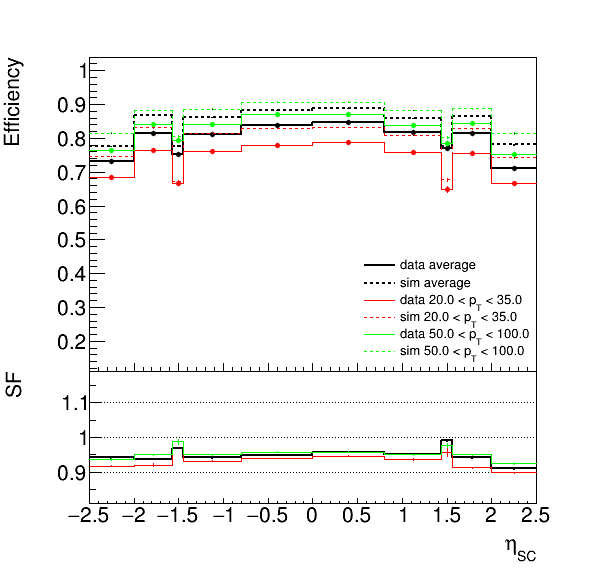 Efficiency
1
0.9
0.8
0.7
0.6
0.5
0.4
0.3
0.2
data average
sim average
data 20.0 < p_T < 35.0
sim 20.0 < p_T < 35.0
data 50.0 < p_T < 100.0
sim 50.0 < p_T < 100.0
SF
1.1
1
0.9
−2.5 −2 −1.5 −1 −0.5 0 0.5 1 1.5 2 2.5
η_SC